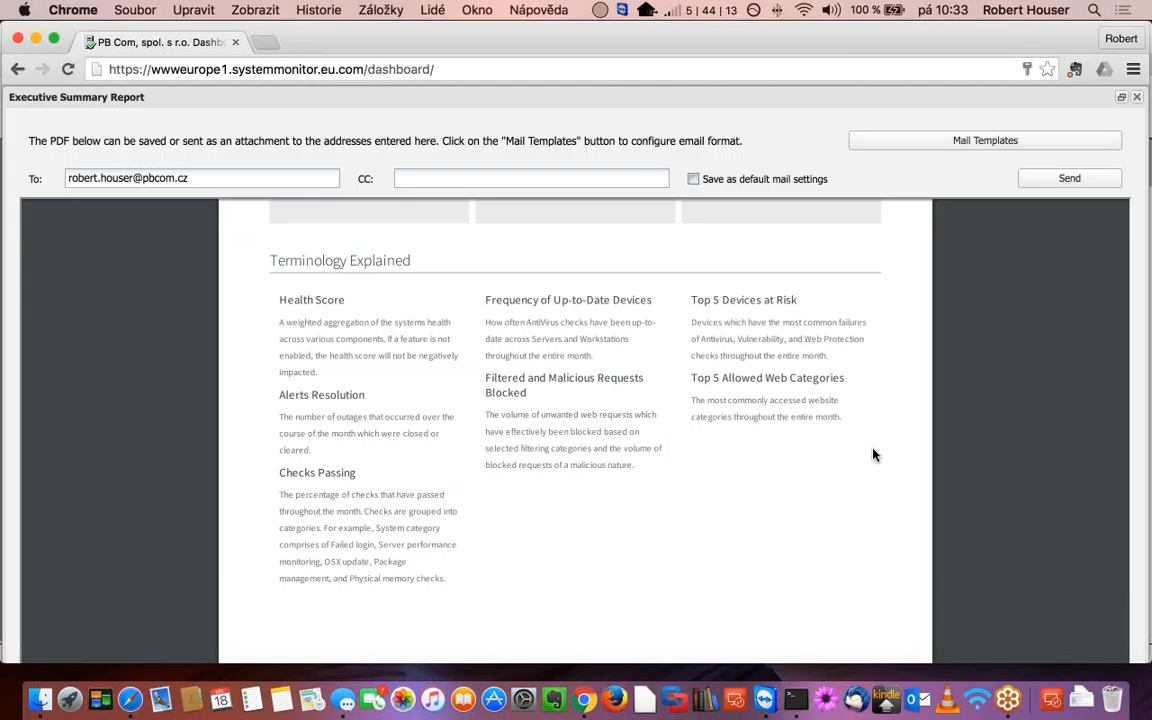 Chrome Soubor Upravit Zobrazit Historie Záložky Lidé Okno Nápověda 5 | 44 | 13 100 % pá 10:33 Robert Houser
PB Com, spol. s r.o. Dashb Robert
https://wwweurope1.systemmonitor.eu.com/dashboard/
Executive Summary Report
The PDF below can be saved or sent as an attachment to the addresses entered here. Click on the "Mail Templates" button to configure email format. Mail Templates
To: robert.houser@pbcom.cz CC: Save as default mail settings Send
Terminology Explained
Health Score
A weighted aggregation of the systems health
across various components. If a feature is not
enabled, the health score will not be negatively
impacted.
Alerts Resolution
The number of outages that occurred over the
course of the month which were closed or
cleared.
Checks Passing
The percentage of checks that have passed
throughout the month. Checks are grouped into
categories. For example, System category
comprises of Failed login, Server performance
monitoring, OSX update, Package
management, and Physical memory checks.
Frequency of Up-to-Date Devices
How often AntiVirus checks have been up-to-
date across Servers and Workstations
throughout the entire month.
Filtered and Malicious Requests
Blocked
The volume of unwanted web requests which
have effectively been blocked based on
selected filtering categories and the volume of
blocked requests of a malicious nature.
Top 5 Devices at Risk
Devices which have the most common failures
of Antivirus, Vulnerability, and Web Protection
checks throughout the entire month.
Top 5 Allowed Web Categories
The most commonly accessed website
categories throughout the entire month.
18
kindle